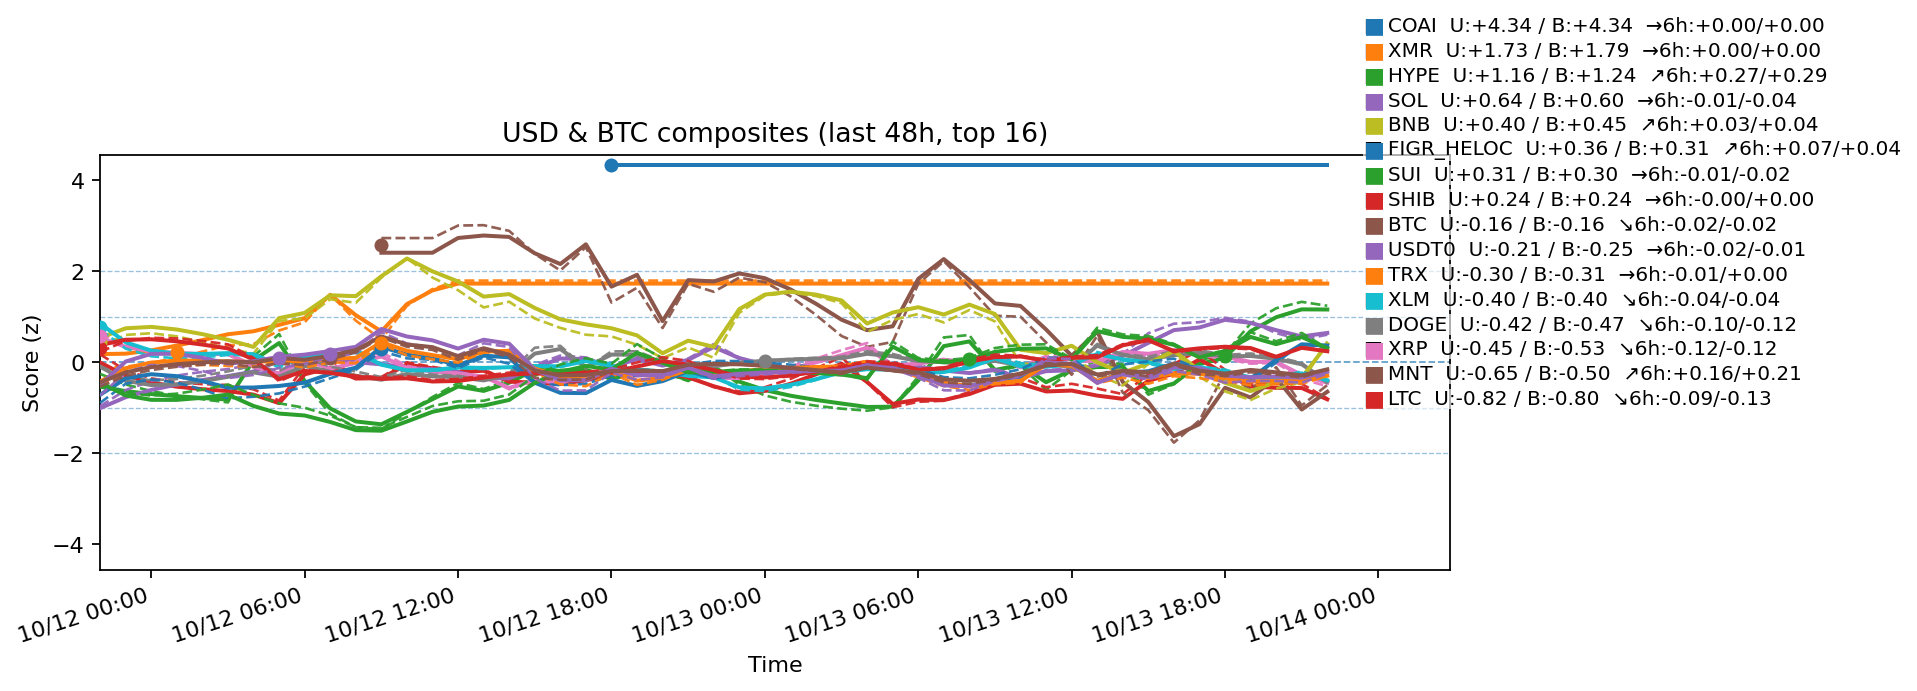 COAI U:+4.34 / B:+4.34 →6h:+0.00/+0.00
XMR U:+1.73 / B:+1.79 →6h:+0.00/+0.00
HYPE U:+1.16 / B:+1.24 ↗6h:+0.27/+0.29
SOL U:+0.64 / B:+0.60 →6h:-0.01/-0.04
BNB U:+0.40 / B:+0.45 ↗6h:+0.03/+0.04
FIGR_HELOC U:+0.36 / B:+0.31 ↗6h:+0.07/+0.04
SUI U:+0.31 / B:+0.30 →6h:-0.01/-0.02
SHIB U:+0.24 / B:+0.24 →6h:-0.00/+0.00
BTC U:-0.16 / B:-0.16 ↘6h:-0.02/-0.02
USDT0 U:-0.21 / B:-0.25 →6h:-0.02/-0.01
TRX U:-0.30 / B:-0.31 →6h:-0.01/+0.00
XLM U:-0.40 / B:-0.40 ↘6h:-0.04/-0.04
DOGE U:-0.42 / B:-0.47 ↘6h:-0.10/-0.12
XRP U:-0.45 / B:-0.53 ↘6h:-0.12/-0.12
MNT U:-0.65 / B:-0.50 ↗6h:+0.16/+0.21
LTC U:-0.82 / B:-0.80 ↘6h:-0.09/-0.13
USD & BTC composites (last 48h, top 16)
Score (z)
4
2
0
−2
−4
10/12 00:00
10/12 06:00
10/12 12:00
10/12 18:00
10/13 00:00
10/13 06:00
10/13 12:00
10/13 18:00
10/14 00:00
Time